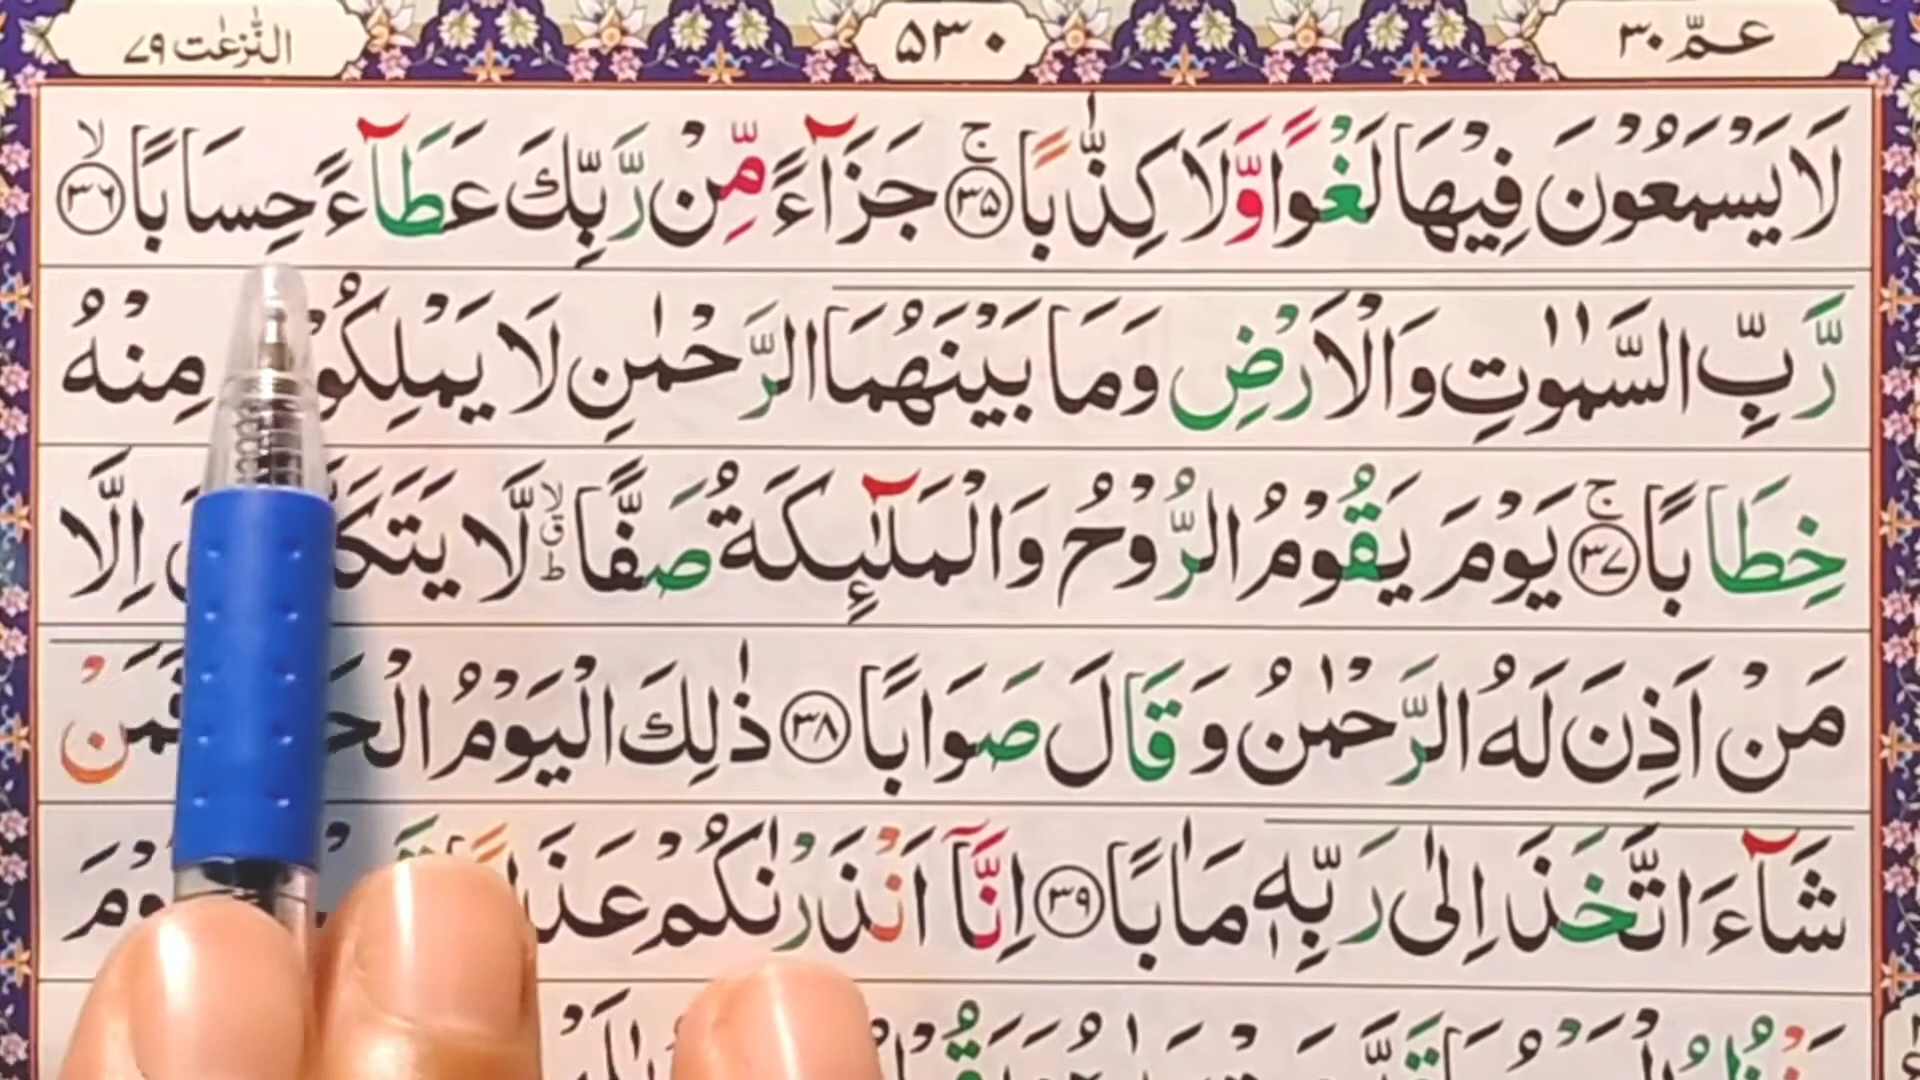 عمّ ٣٠
٥٣٠
النّٰزعٰت ٧٩
لَا يَسْمَعُوْنَ فِيْهَا لَغْوًا وَّلَا كِذّٰبًا ۚ ﴿٣٥﴾ جَزَآءً مِّنْ رَّبِّكَ عَطَآءً حِسَابًا ۙ ﴿٣٦﴾
رَّبِّ السَّمٰوٰتِ وَالْاَرْضِ وَمَا بَيْنَهُمَا الرَّحْمٰنِ لَا يَمْلِكُوْ مِنْهُ
خِطَابًا ۚ ﴿٣٧﴾ يَوْمَ يَقُوْمُ الرُّوْحُ وَالْمَلٰٓئِكَةُ صَفًّا ۙ ق ط لَّا يَتَكَ اِلَّا
مَنْ اَذِنَ لَهُ الرَّحْمٰنُ وَقَالَ صَوَابًا ﴿٣٨﴾ ذٰلِكَ الْيَوْمُ الْحَ فَمَنْ
شَآءَ اتَّخَذَ اِلٰى رَبِّهٖ مَاٰبًا ﴿٣٩﴾ اِنَّآ اَنْذَرْنٰكُمْ عَذَا وْمَ